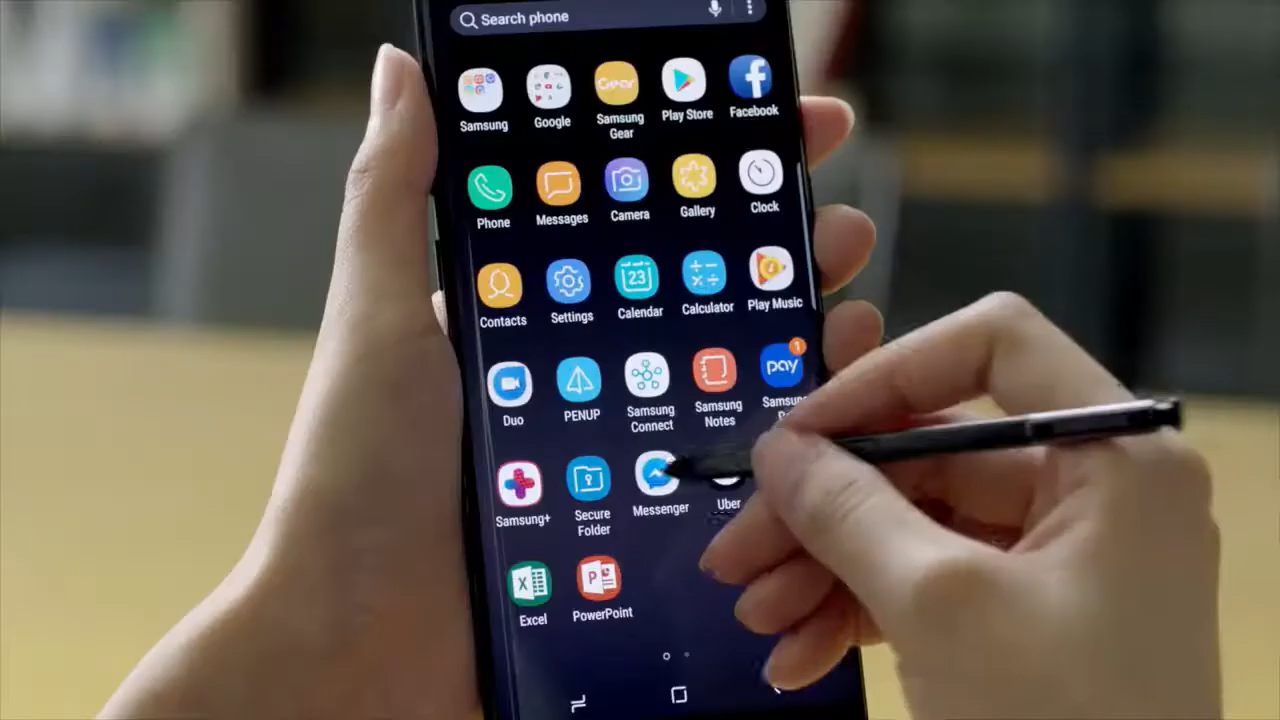 Search phone
Samsung
Google
Gear
Samsung
Gear
Play Store
Facebook
Phone
Messages
Camera
Gallery
Clock
Contacts
23
Settings
Calendar
Calculator
Play Music
1
pay
Duo
PENUP
Samsung
Connect
Samsung
Notes
Samsung+
Secure
Folder
Messenger
Uber
X
P
Excel
PowerPoint